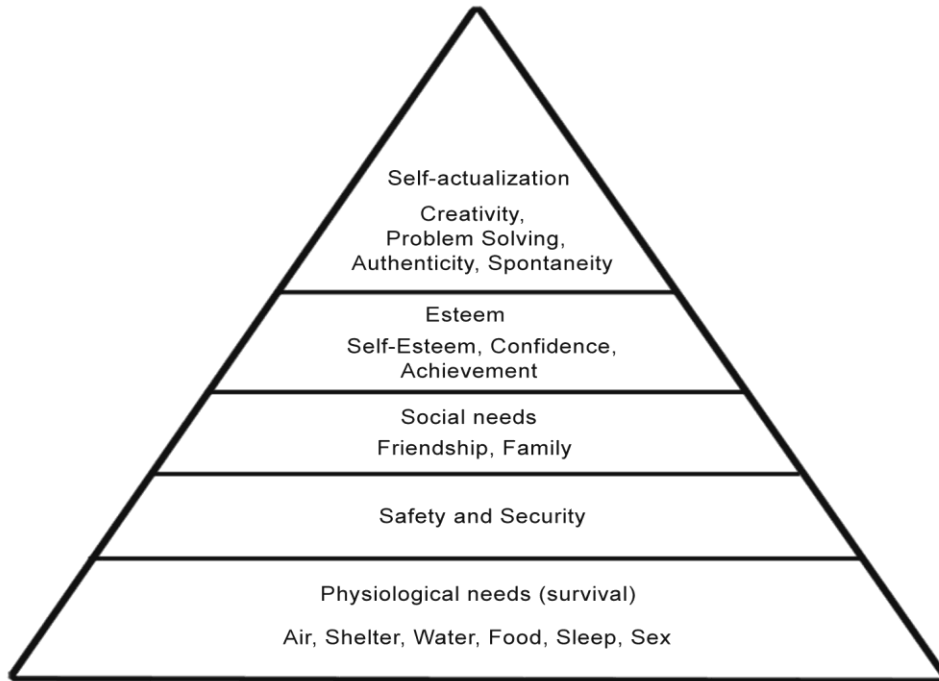 Self-actualization
Creativity,
Problem Solving,
Authenticity, Spontaneity
Esteem
Self-Esteem, Confidence,
Achievement
Social needs
Friendship, Family
Safety and Security
Physiological needs (survival)
Air, Shelter, Water, Food, Sleep, Sex